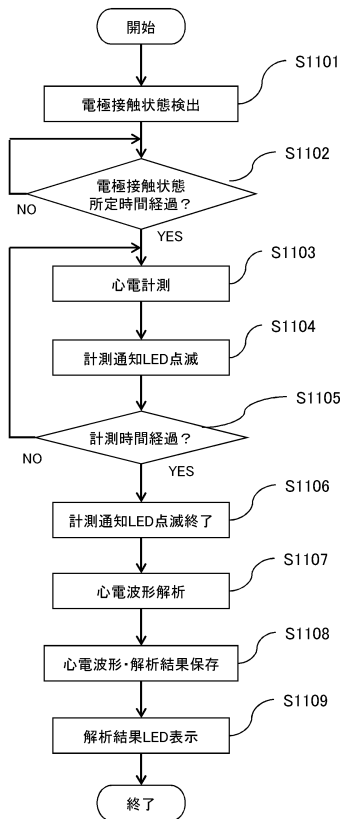 開始
S1101
電極接触状態検出
S1102
電極接触状態
所定時間経過？
NO
YES
S1103
心電計測
S1104
計測通知LED点滅
S1105
計測時間経過？
NO
YES
S1106
計測通知LED点滅終了
S1107
心電波形解析
S1108
心電波形・解析結果保存
S1109
解析結果LED表示
終了